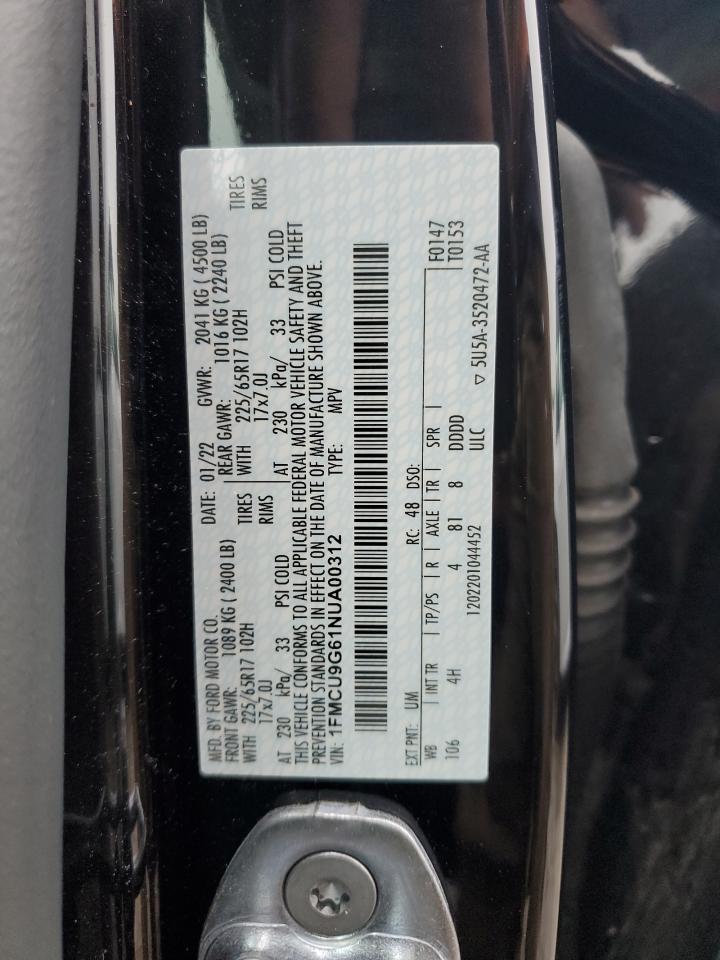 MFD. BY FORD MOTOR CO. DATE: 01/22 GVWR: 2041 KG ( 4500 LB)
FRONT GAWR: 1089 KG ( 2400 LB) REAR GAWR: 1016 KG ( 2240 LB)
WITH 225/65R17 102H TIRES WITH 225/65R17 102H TIRES
17x7.0J RIMS 17x7.0J RIMS
AT 230 kPa/ 33 PSI COLD AT 230 kPa/ 33 PSI COLD
THIS VEHICLE CONFORMS TO ALL APPLICABLE FEDERAL MOTOR VEHICLE SAFETY AND THEFT
PREVENTION STANDARDS IN EFFECT ON THE DATE OF MANUFACTURE SHOWN ABOVE.
VIN: 1FMCU9G61NUA00312 TYPE: MPV
EXT PNT: UM RC: 48 DSO:
WB INT TR TP/PS R AXLE TR SPR F0147
106 4H 4 81 8 DDDD T0153
1202201044452 ULC
▽ 5U5A-3520472-AA